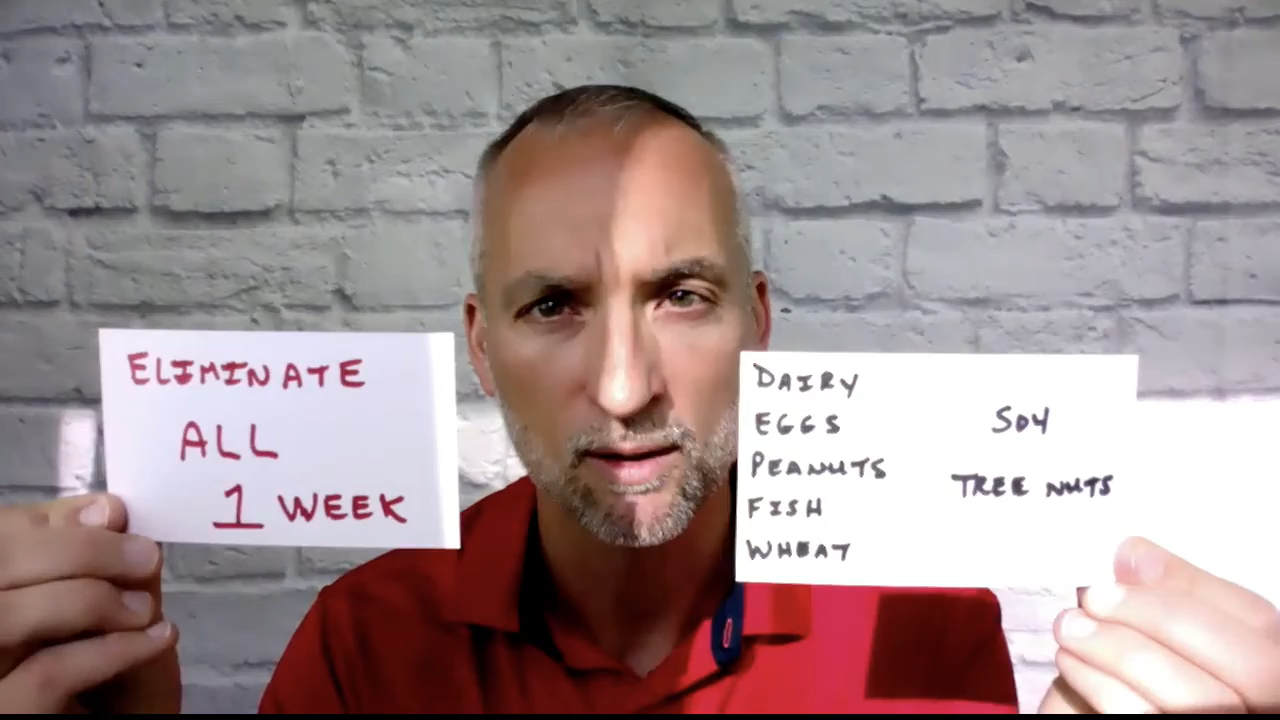 ELIMINATE
ALL
1 WEEK
DAIRY
EGGS
PEANUTS
FISH
WHEAT
SOY
TREE NUTS